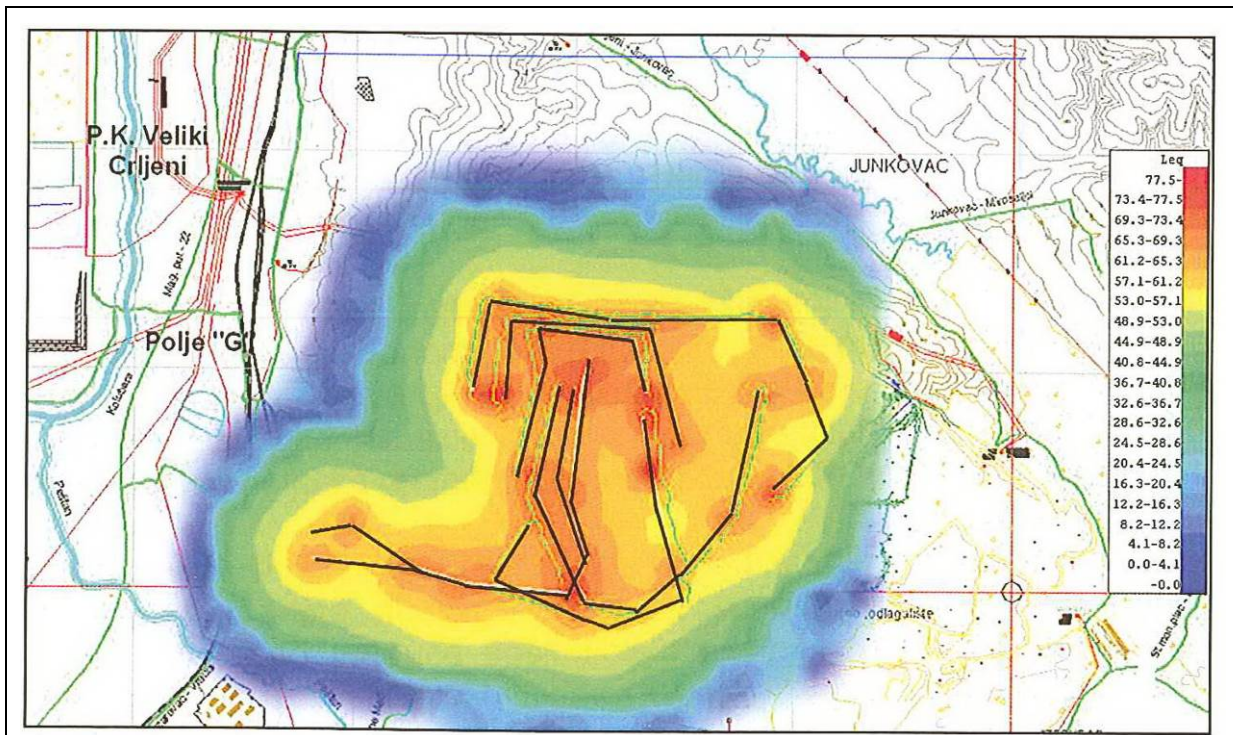 P.K. Veliki
Crljeni
Mag. put - 22
Polje "G"
Kolubara
Peštan
JUNKOVAC
Leq
77.5-
73.4-77.5
69.3-73.4
65.3-69.3
61.2-65.3
57.1-61.2
53.0-57.1
48.9-53.0
44.9-48.9
40.8-44.9
36.7-40.8
32.6-36.7
28.6-32.6
24.5-28.6
20.4-24.5
16.3-20.4
12.2-16.3
8.2-12.2
4.1-8.2
0.0-4.1
-0.0
odlagalište